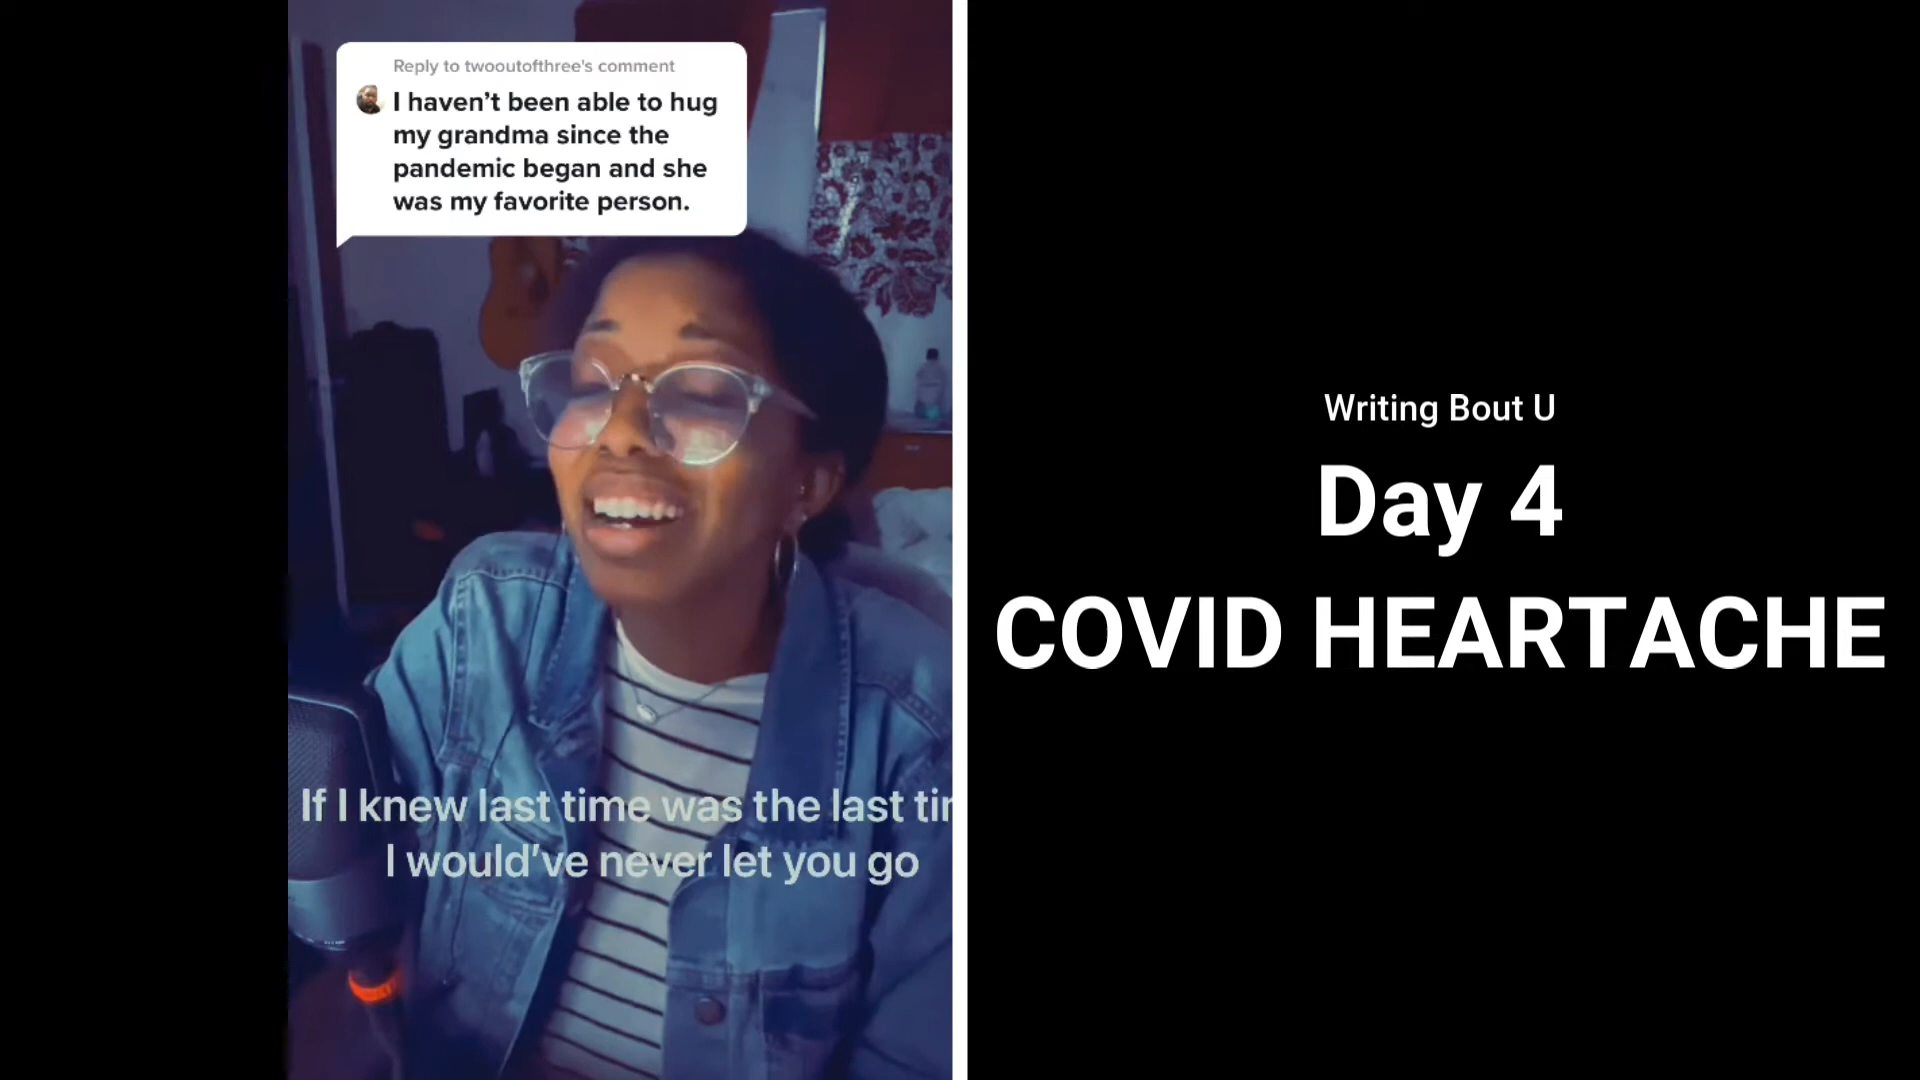 Reply to twooutofthree's comment
I haven’t been able to hug
my grandma since the
pandemic began and she
was my favorite person.
If I knew last time was the last
I would've never let you go
Writing Bout U
Day 4
COVID HEARTACHE